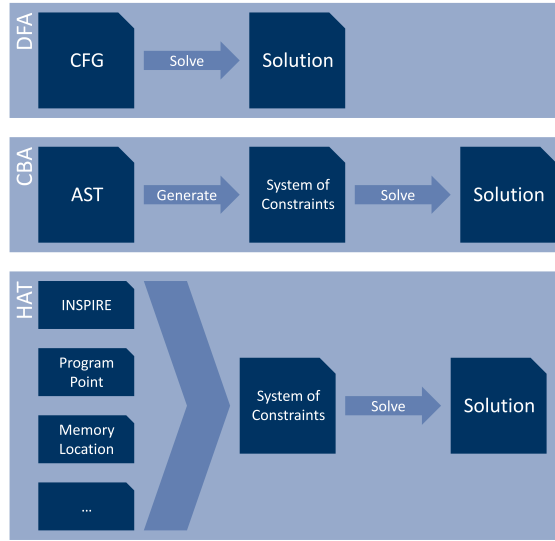 DFA
CFG
Solve
Solution
CBA
AST
Generate
System of
Constraints
Solve
Solution
HAT
INSPIRE
Program
Point
Memory
Location
...
System of
Constraints
Solve
Solution